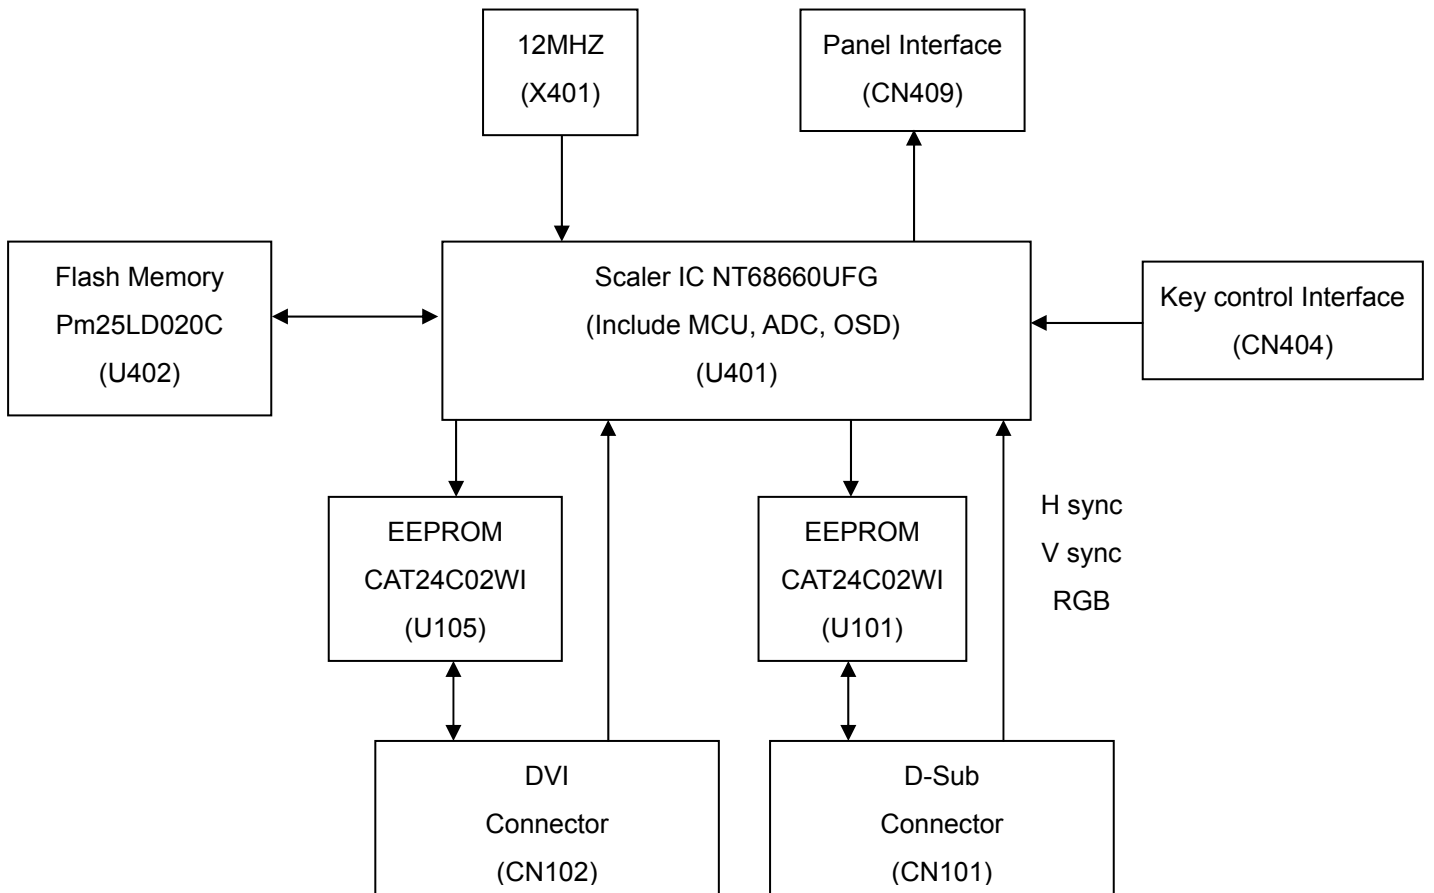 12MHZ
(X401)
Panel Interface
(CN409)
Flash Memory
Pm25LD020C
(U402)
Scaler IC NT68660UFG
(Include MCU, ADC, OSD)
(U401)
Key control Interface
(CN404)
EEPROM
CAT24C02WI
(U105)
EEPROM
CAT24C02WI
(U101)
H sync
V sync
RGB
DVI
Connector
(CN102)
D-Sub
Connector
(CN101)